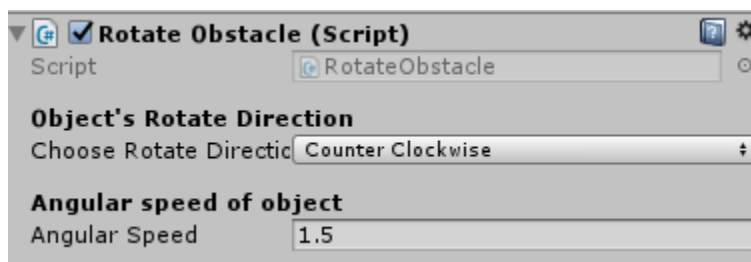 Rotate Obstacle (Script)
Script RotateObstacle
Object's Rotate Direction
Choose Rotate Directic Counter Clockwise
Angular speed of object
Angular Speed 1.5